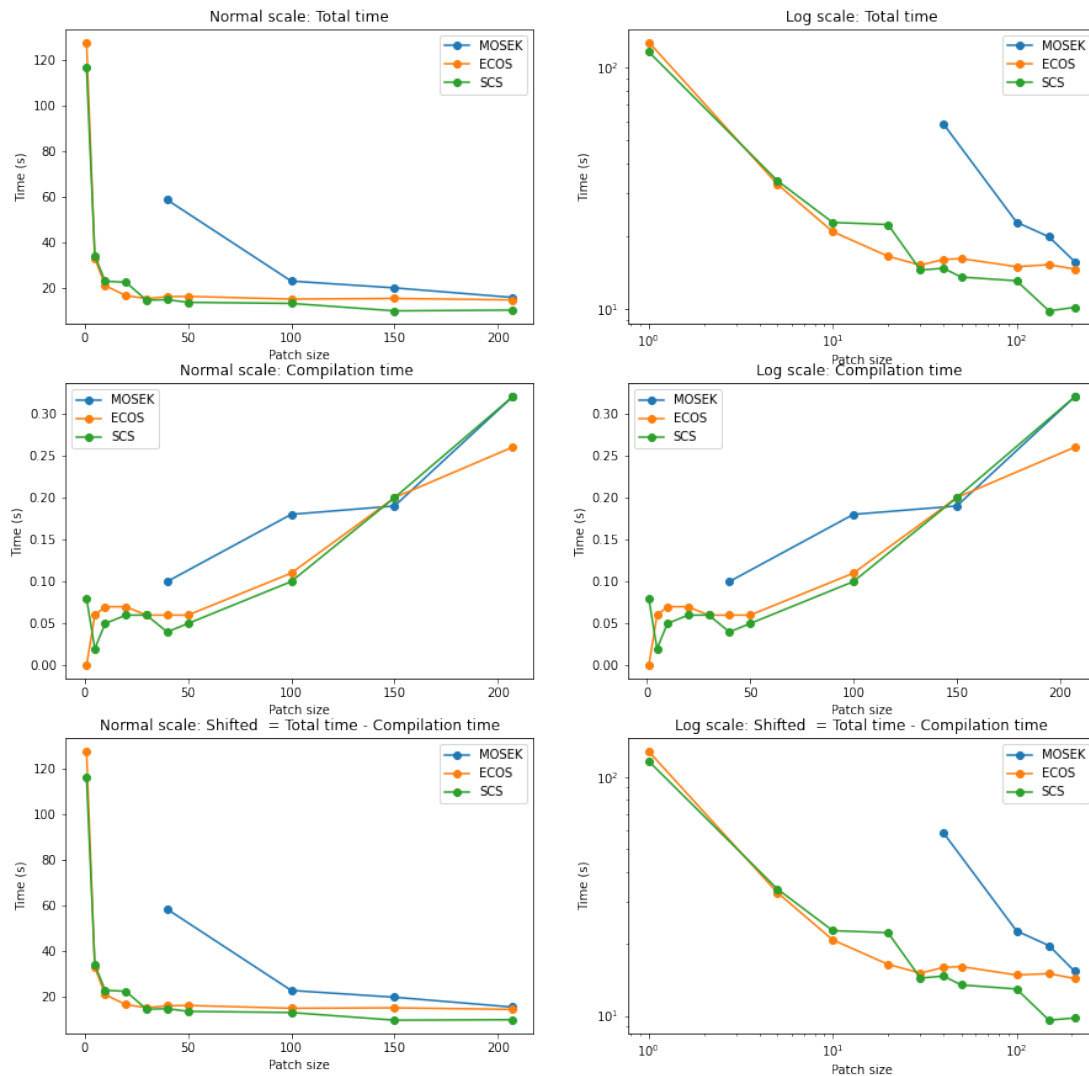 Normal scale: Total time
Time (s)
120
100
80
60
40
20
0
50
100
150
200
Patch size
MOSEK
ECOS
SCS
Log scale: Total time
Time (s)
10²
10¹
10⁰
10¹
10²
Patch size
MOSEK
ECOS
SCS
Normal scale: Compilation time
Time (s)
0.30
0.25
0.20
0.15
0.10
0.05
0.00
0
50
100
150
200
Patch size
MOSEK
ECOS
SCS
Log scale: Compilation time
Time (s)
0.30
0.25
0.20
0.15
0.10
0.05
0.00
0
50
100
150
200
Patch size
MOSEK
ECOS
SCS
Normal scale: Shifted  = Total time - Compilation time
Time (s)
120
100
80
60
40
20
0
50
100
150
200
Patch size
MOSEK
ECOS
SCS
Log scale: Shifted  = Total time - Compilation time
Time (s)
10²
10¹
10⁰
10¹
10²
Patch size
MOSEK
ECOS
SCS